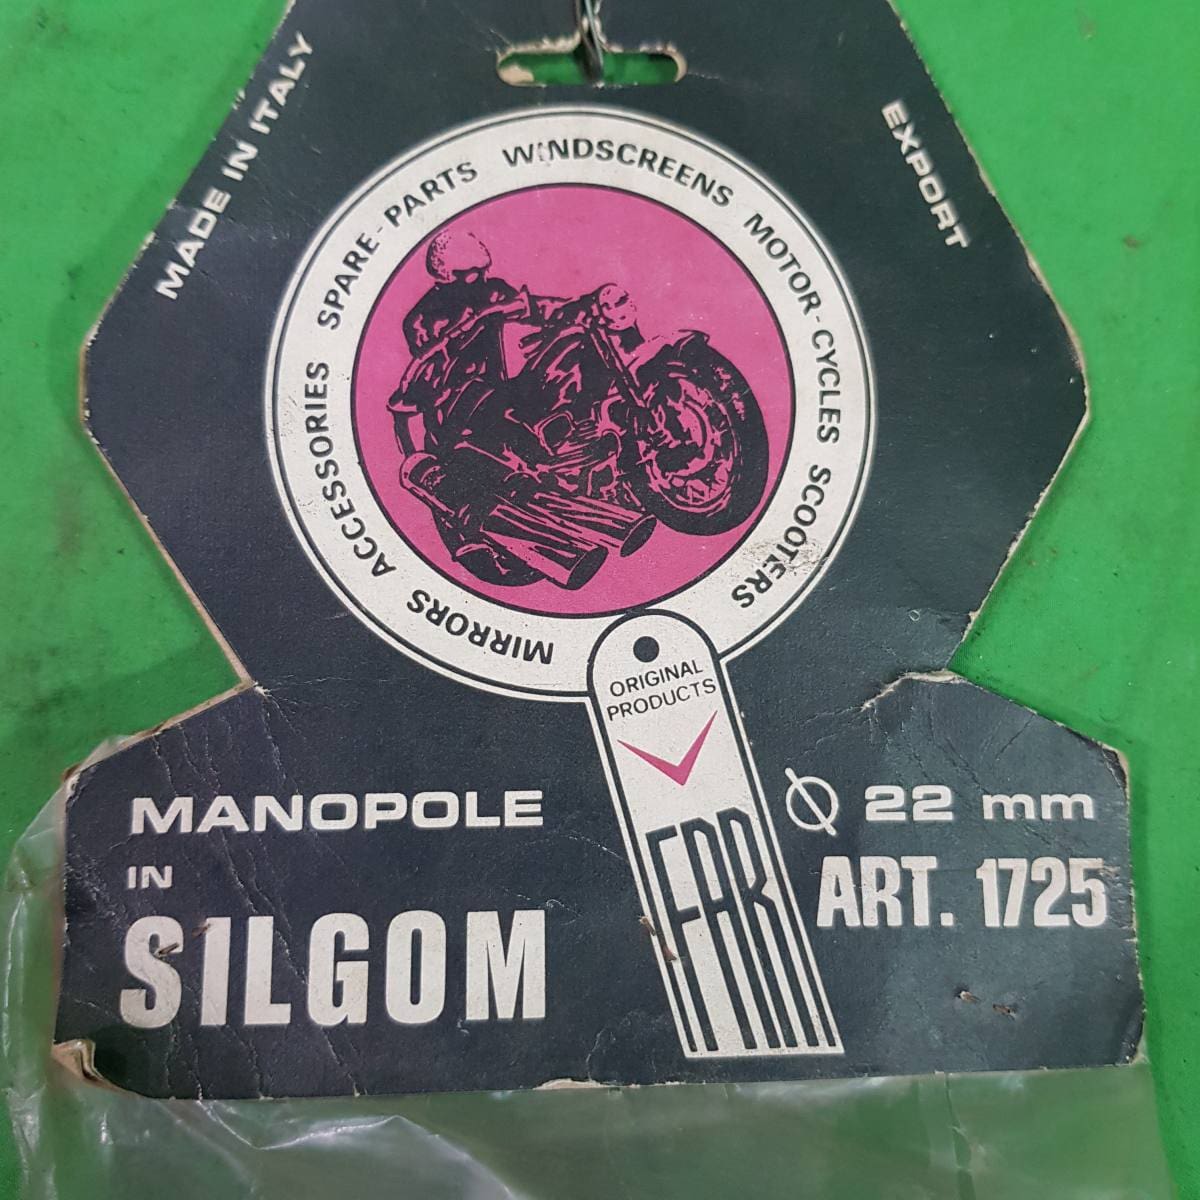 MADE IN ITALY
EXPORT
MIRRORS ACCESSORIES SPARE-PARTS WINDSCREENS MOTOR-CYCLES SCOOTERS
ORIGINAL
PRODUCTS
FAR
MANOPOLE
IN
SILGOM
Ø 22 mm
ART. 1725